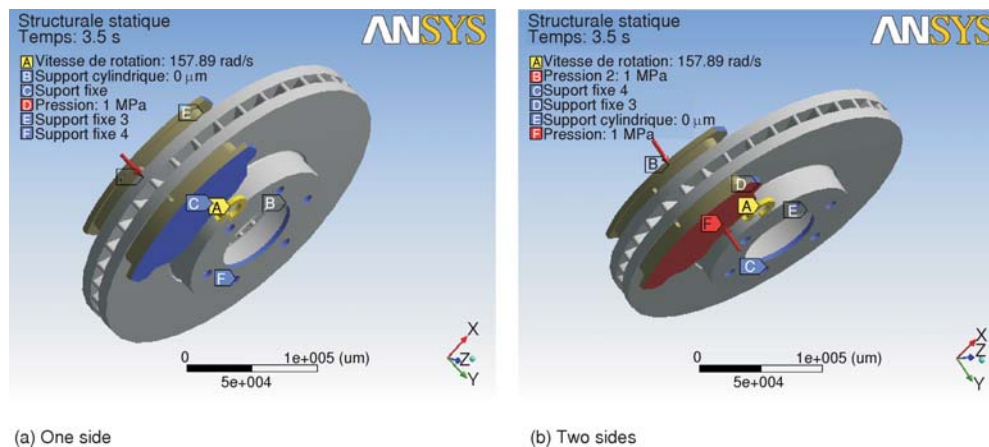 Structurale statique
Temps: 3.5 s
ANSYS
A Vitesse de rotation: 157.89 rad/s
B Support cylindrique: 0 μm
C Suport fixe
D Pression: 1 MPa
E Support fixe 3
F Support fixe 4
E
C
A
B
F
X
Z
Y
0
1e+005 (um)
5e+004
(a) One side
Structurale statique
Temps: 3.5 s
ANSYS
A Vitesse de rotation: 157.89 rad/s
B Pression 2: 1 MPa
C Suport fixe 4
D Support fixe 3
E Support cylindrique: 0 μm
F Pression: 1 MPa
B
D
A
F
E
C
X
Z
Y
0
1e+005 (um)
5e+004
(b) Two sides